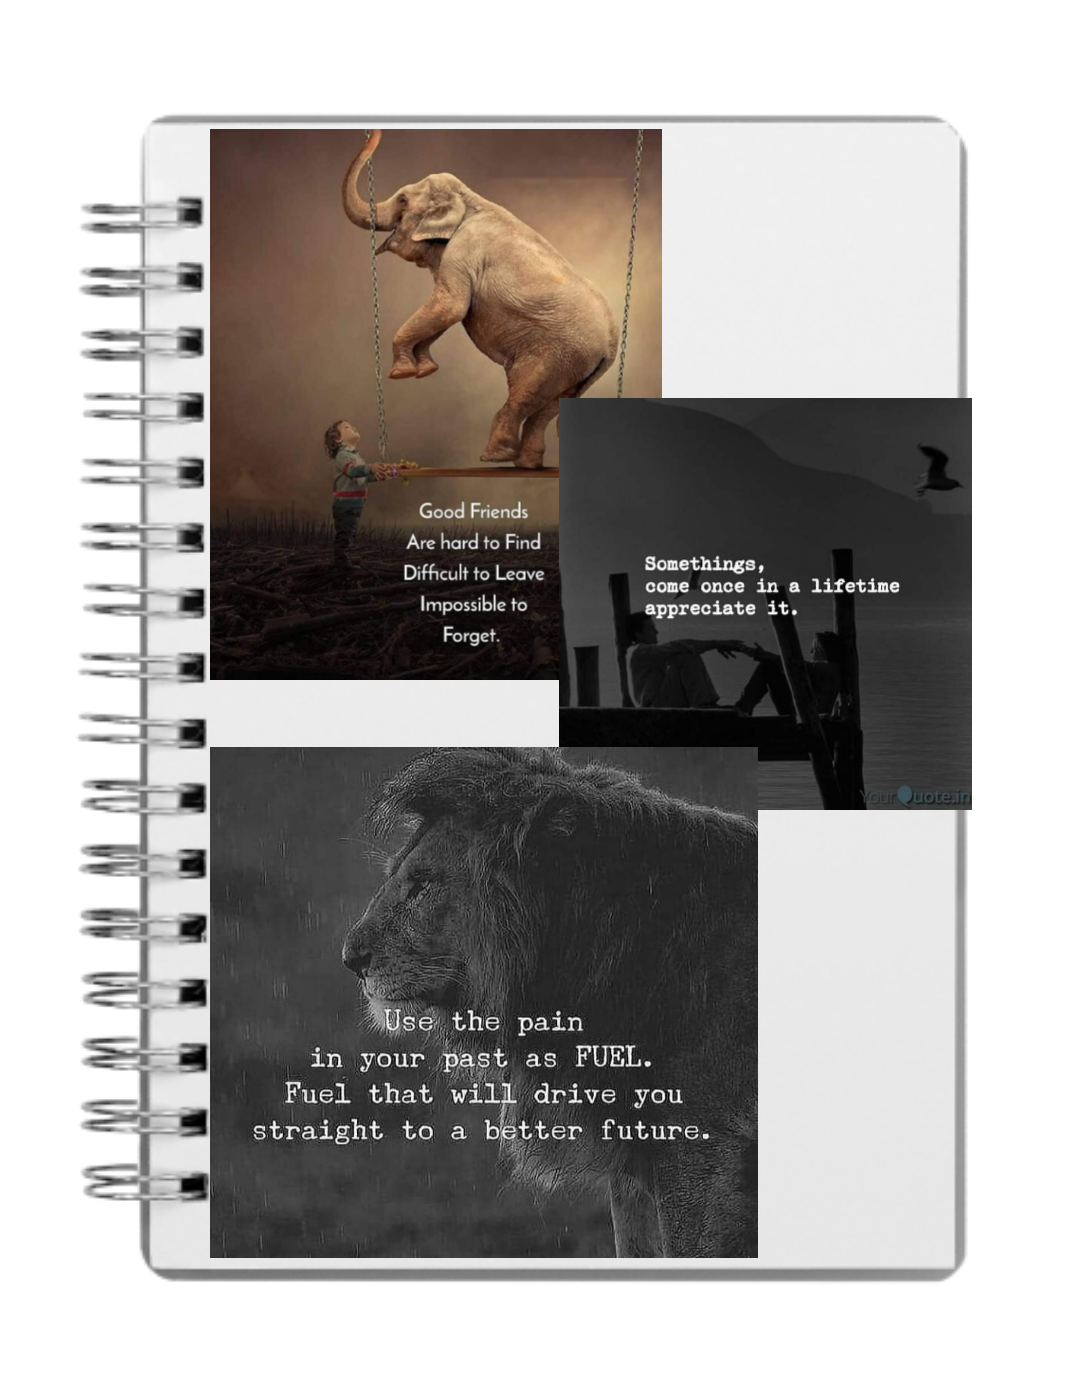 Good Friends
Are hard to Find
Difficult to Leave
Impossible to
Forget.
Somethings,
come once in a lifetime
appreciate it.
YourQuote.in
Use the pain
in your past as FUEL.
Fuel that will drive you
straight to a better future.